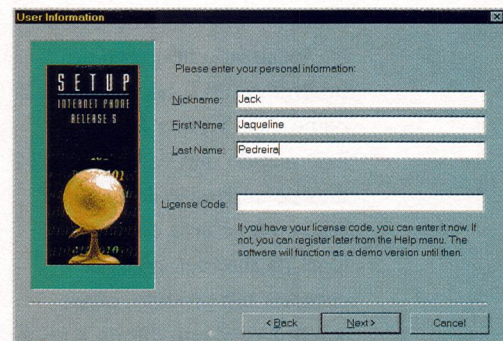 User Information
SETUP
INTERNET PHONE
RELEASE 5
Please enter your personal information:
Nickname: Jack
First Name: Jaqueline
Last Name: Pedreira
License Code:
If you have your license code, you can enter it now. If
not, you can register later from the Help menu. The
software will function as a demo version until then.
< Back
Next >
Cancel